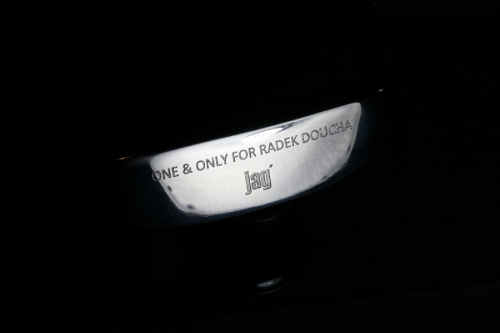 ONE & ONLY FOR RADEK DOUCHA
jag